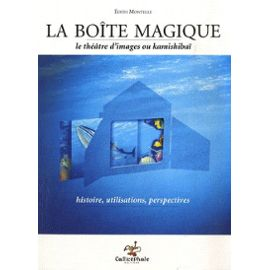 EDITH MONTELLE
LA BOÎTE MAGIQUE
le théâtre d'images ou kamishibaï
histoire, utilisations, perspectives
Callicéphale